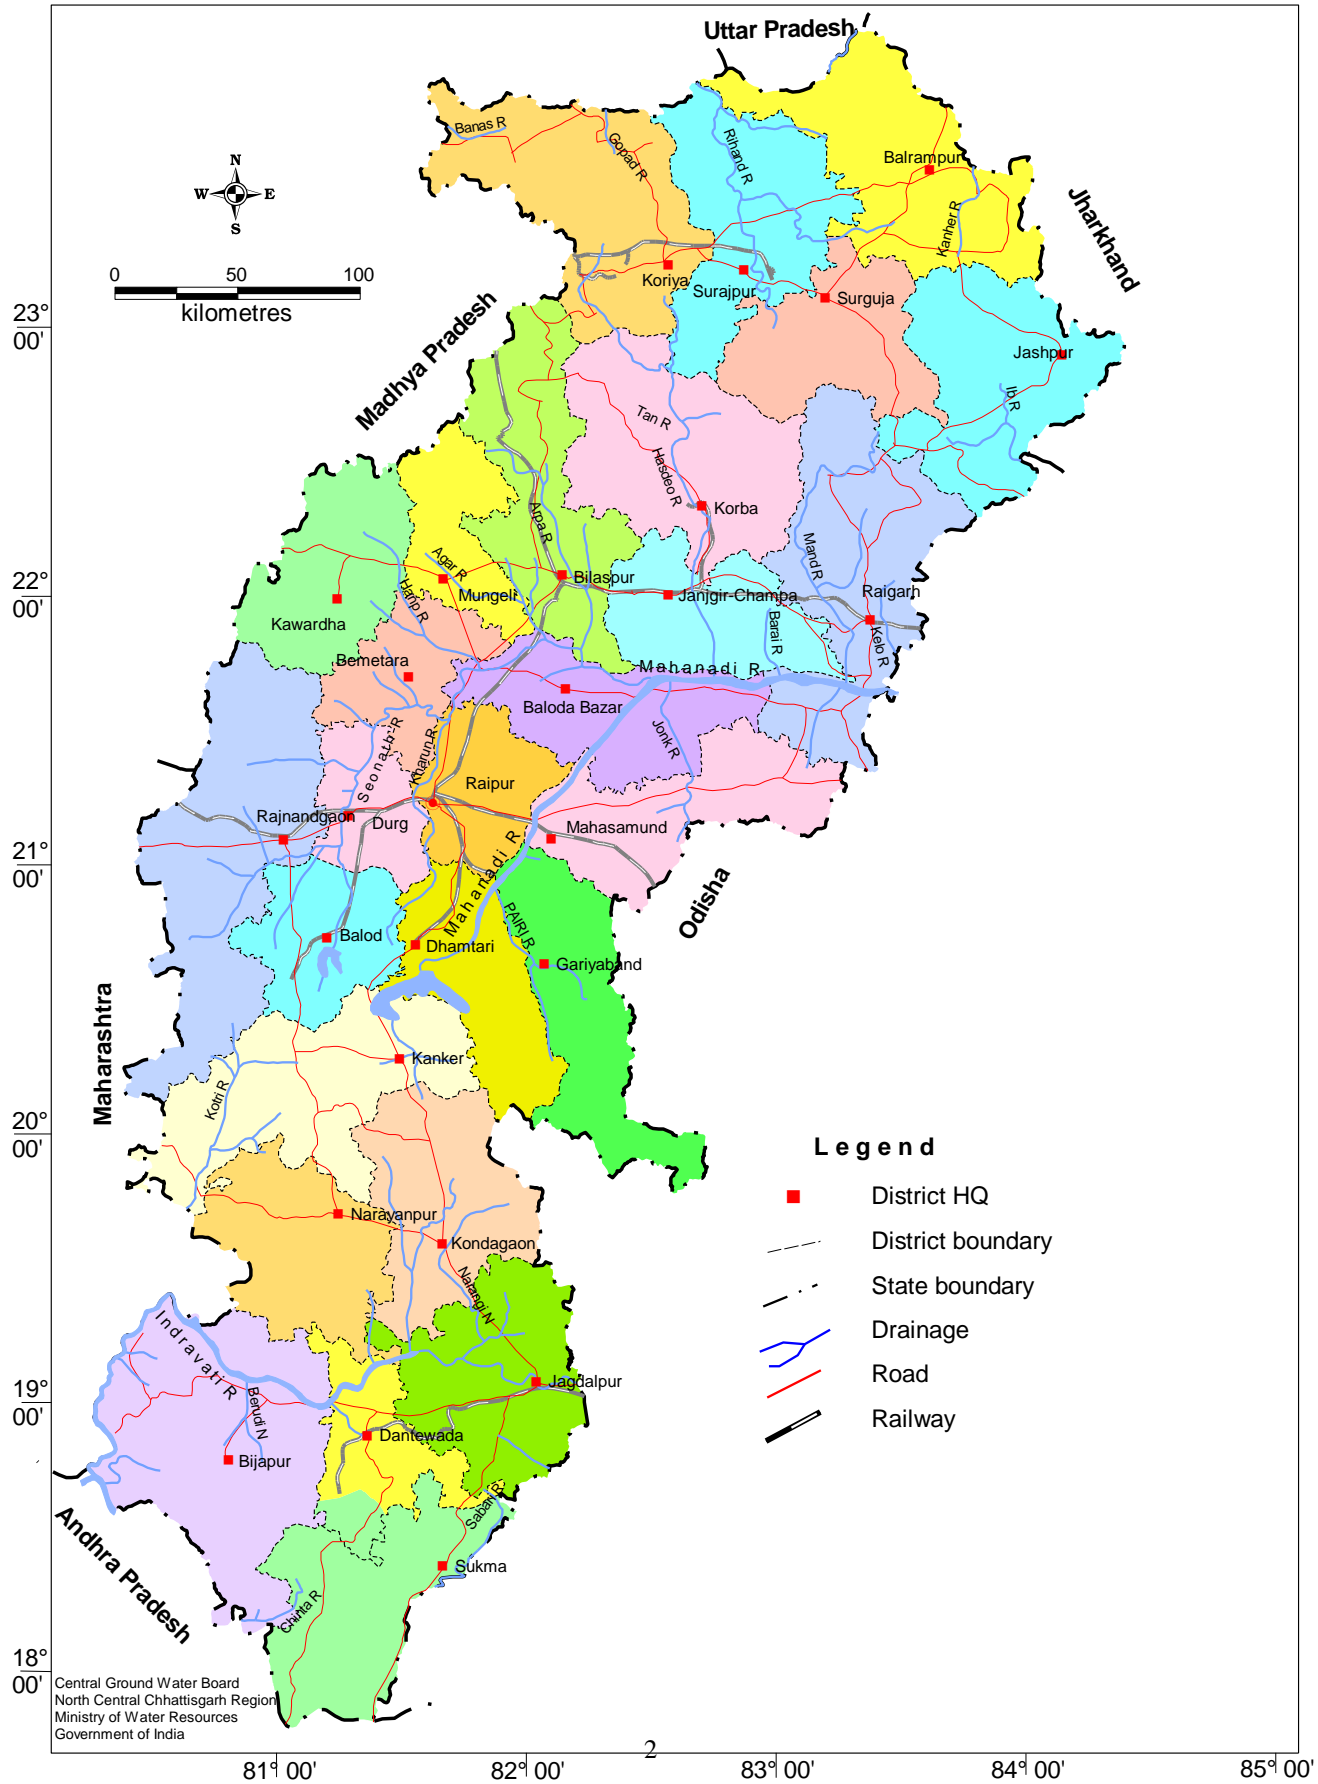 Uttar Pradesh
Banas R
Gopad R
Rihand R
Balrampur
Jharkhand
N
W E
S
Kanher R
0 50 100
kilometres
Koriya
Surajpur
Surguja
23°
00'
Madhya Pradesh
Jashpur
Ib R
Tan R
Hasdeo R
Korba
Arpa R
Mand R
Agar R
Bilaspur
22°
00'
Mungeli
Janjgir-Champa
Raigarh
Hanp R
Kawardha
Barai R
Kelo R
Bemetara
Mahanadi R
Baloda Bazar
Jonk R
Seonath R
Kharun R
Raipur
Rajnandgaon
Durg
Mahasamund
21°
00'
Mahanadi R
Odisha
PAIRI R
Balod
Dhamtari
Gariyaband
Maharashtra
Kanker
Kotri R
20°
00'
Legend
District HQ
Narayanpur
Kondagaon
District boundary
State boundary
Narangi N
Drainage
Indravati R
Road
Jagdalpur
19°
00'
Berudi N
Railway
Dantewada
Bijapur
Sabari R
Andhra Pradesh
Sukma
Chinta R
18°
00'
Central Ground Water Board
North Central Chhattisgarh Region
Ministry of Water Resources
Government of India
2
81° 00' 82° 00' 83° 00' 84° 00' 85° 00'